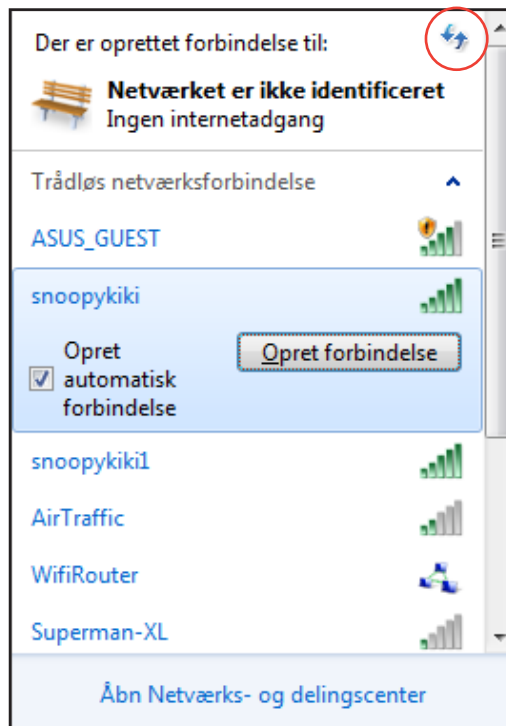 Der er oprettet forbindelse til:
Netværket er ikke identificeret
Ingen internetadgang
Trådløs netværksforbindelse
ASUS_GUEST
snoopykiki
Opret
automatisk
forbindelse
Opret forbindelse
snoopykiki1
AirTraffic
WifiRouter
Superman-XL
Åbn Netværks- og delingscenter